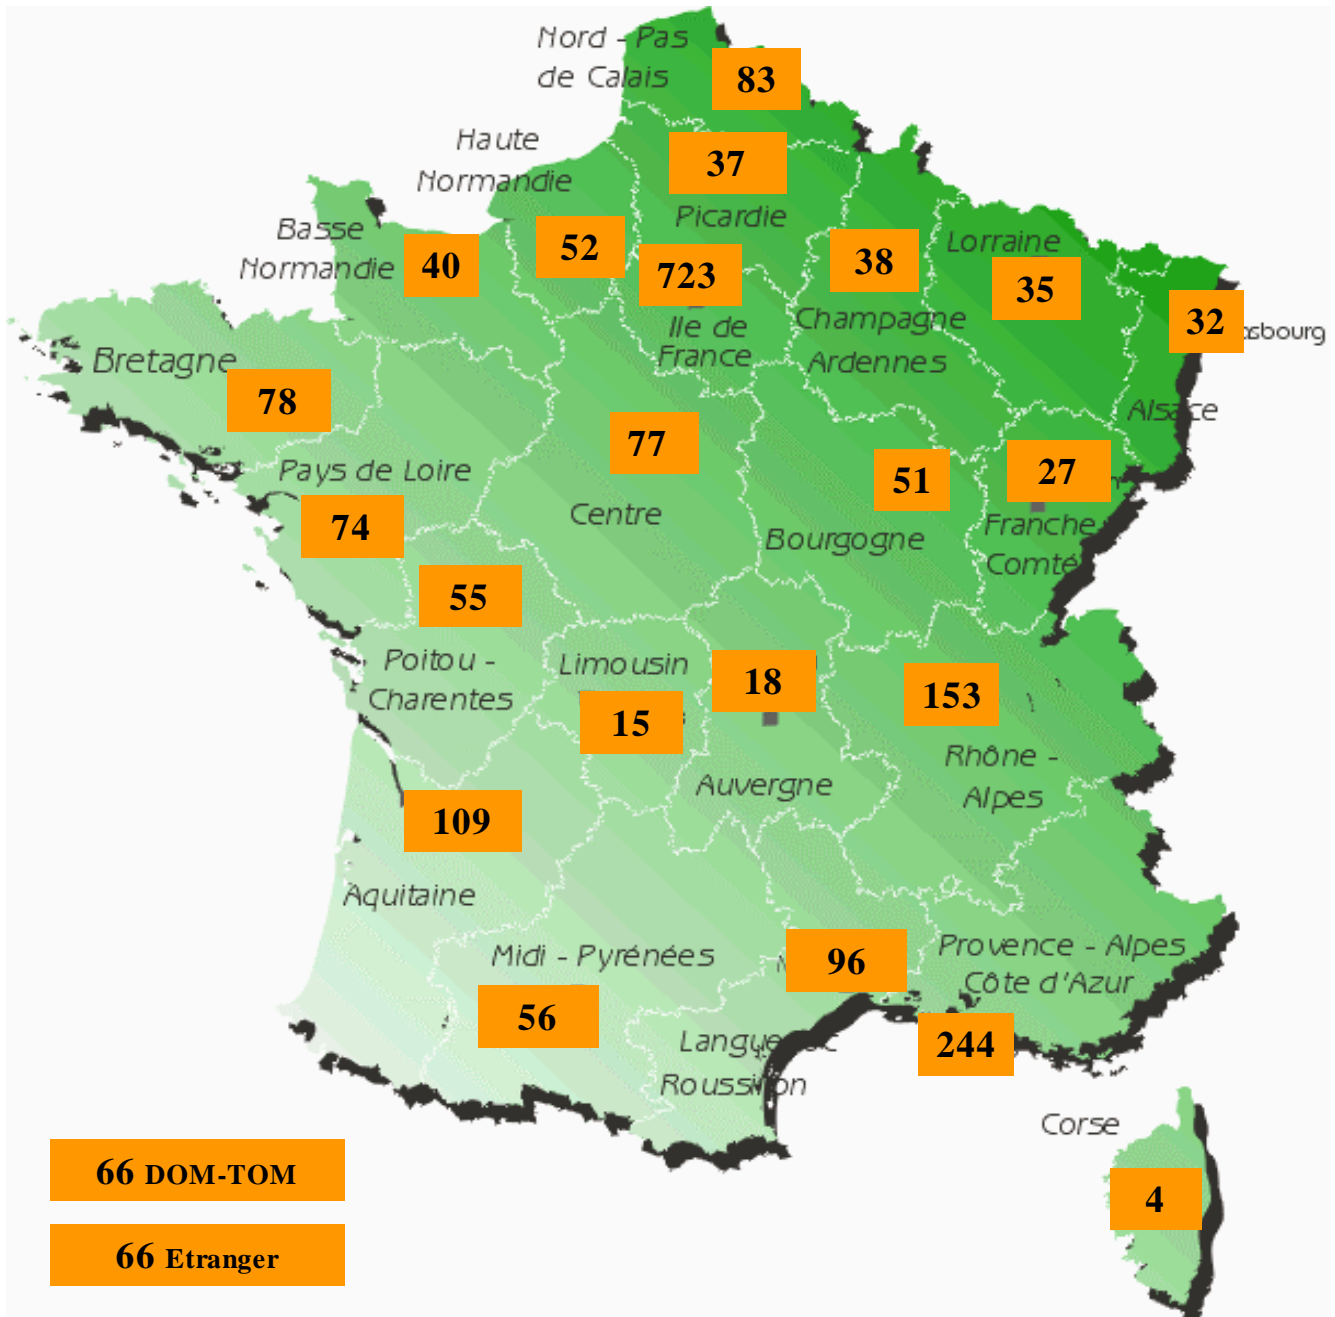 Nord - Pas
de Calais
83
Haute
Normandie
37
Picardie
Basse
Normandie
40
52
723
38
Lorraine
35
32
Ile de
France
Champagne
Ardennes
Bretagne
78
Alsace
77
Pays de Loire
74
Centre
51
27
Bourgogne
Franche
Comté
55
Poitou -
Charentes
Limousin
15
18
Auvergne
153
Rhône -
Alpes
109
Aquitaine
Midi - Pyrénées
56
96
Provence - Alpes
Côte d'Azur
244
Corse
4
66 DOM-TOM
66 Etranger